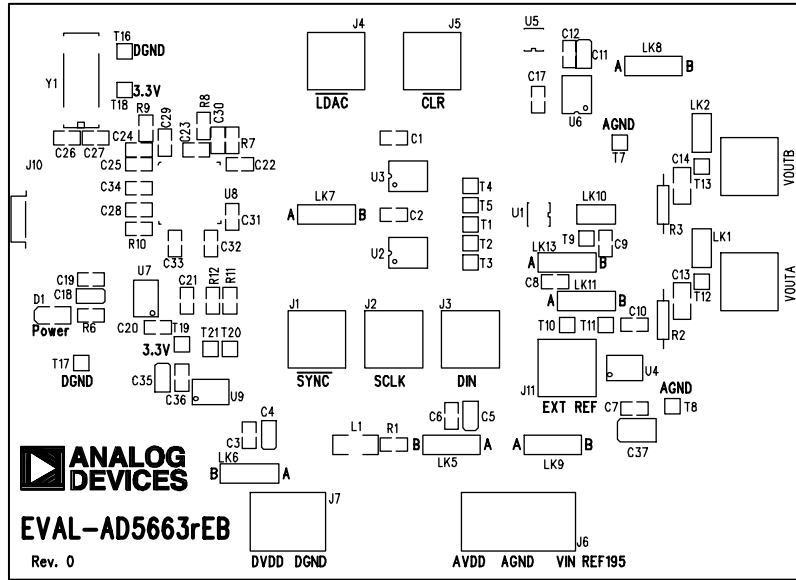 J4
J5
U5
T16
DGND
Y1
3.3V
T18
LDAC
CLR
C12
C11
LK8
A
B
C17
U6
AGND
T7
LK2
R9
C29
R8
C30
C24
C23
R7
C26
C27
C25
C22
J10
C1
C14
T13
VOUTB
C34
U3
T4
U8
LK7
A
B
C2
T5
U1
LK10
C28
C31
T1
R3
R10
C33
C32
U2
T2
T9
C9
LK1
T3
LK13
A
B
C19
U7
C21
R12
R11
C8
LK11
C13
T12
VOUTA
C18
D1
Power
R6
J1
J2
J3
A
B
C20
T19
T21
T20
T10
T11
C10
R2
3.3V
T17
DGND
C35
C36
U9
SYNC
SCLK
DIN
J11
EXT REF
U4
AGND
T8
C7
C37
C4
C3
C6
C5
L1
R1
B
LK5
A
A
LK9
B
ANALOG
DEVICES
LK6
B
A
J7
EVAL-AD5663rEB
J6
Rev. 0
DVDD DGND
AVDD AGND VIN REF195